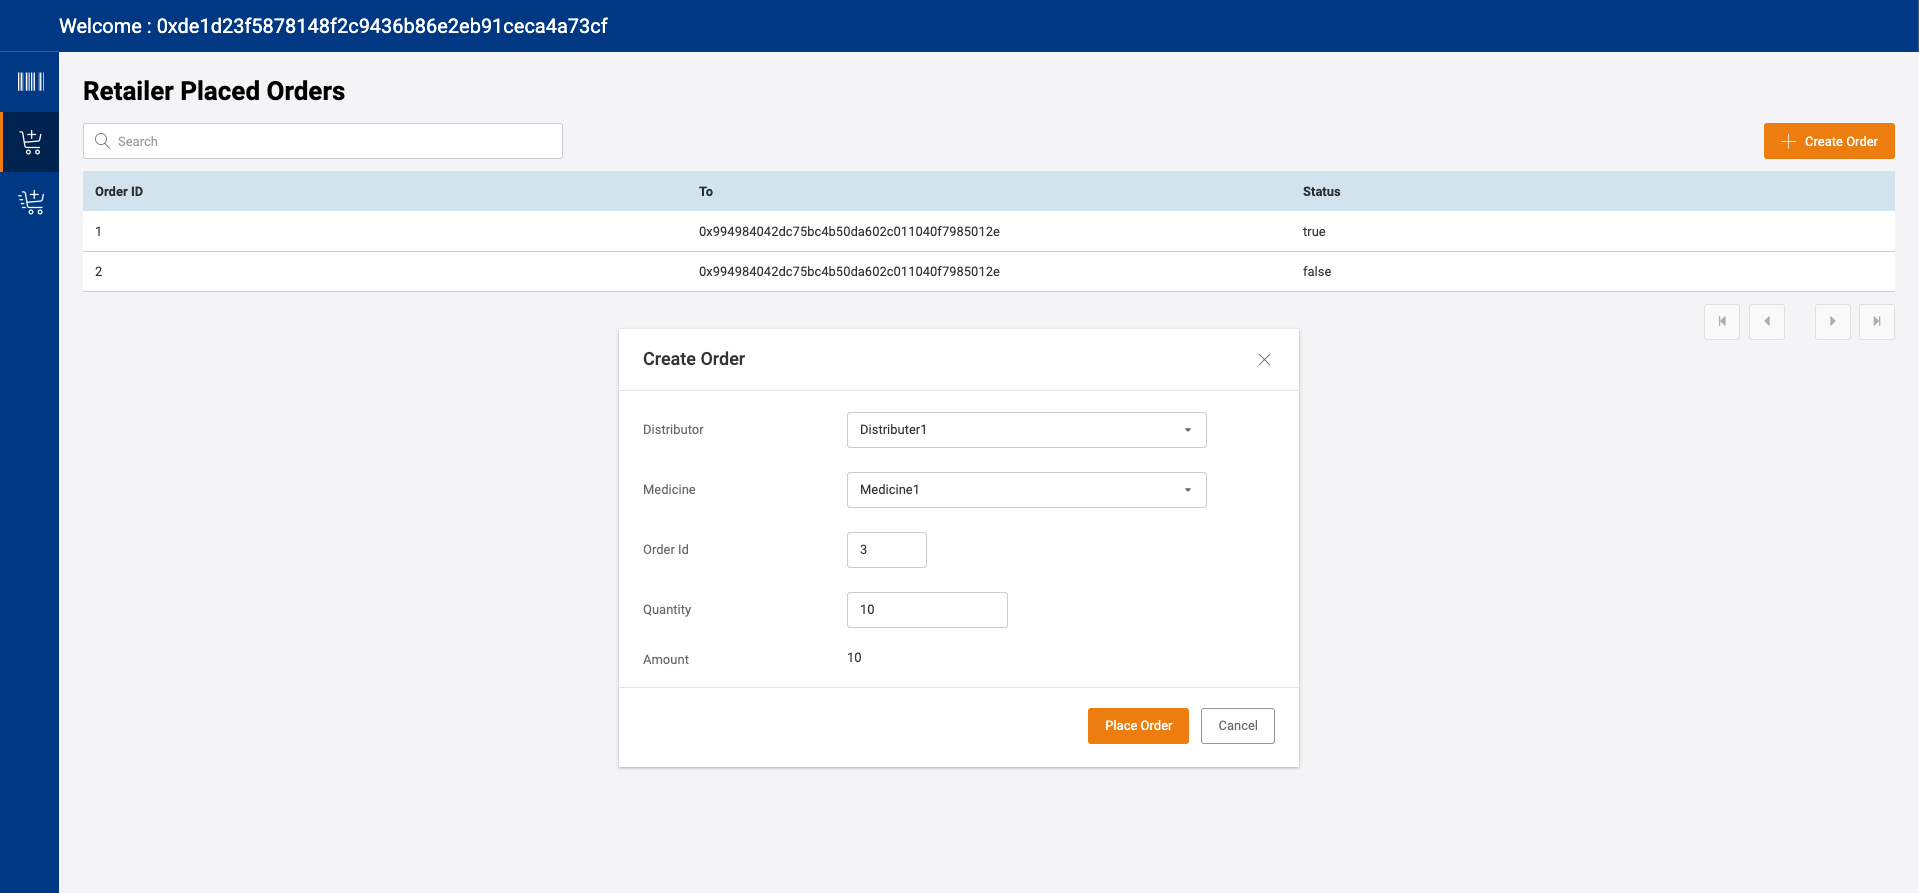 Welcome : 0xde1d23f5878148f2c9436b86e2eb91ceca4a73cf
Retailer Placed Orders
Search
Create Order
Order ID To Status
1 0x994984042dc75bc4b50da602c011040f7985012e true
2 0x994984042dc75bc4b50da602c011040f7985012e false
Create Order
Distributor Distributer1
Medicine Medicine1
Order Id 3
Quantity 10
Amount 10
Place Order Cancel